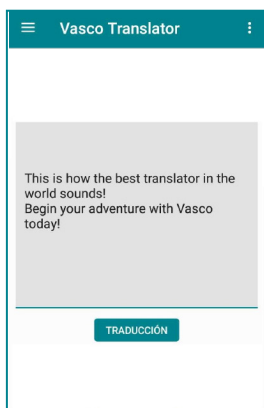 Vasco Translator
This is how the best translator in the
world sounds!
Begin your adventure with Vasco
today!
TRADUCCIÓN